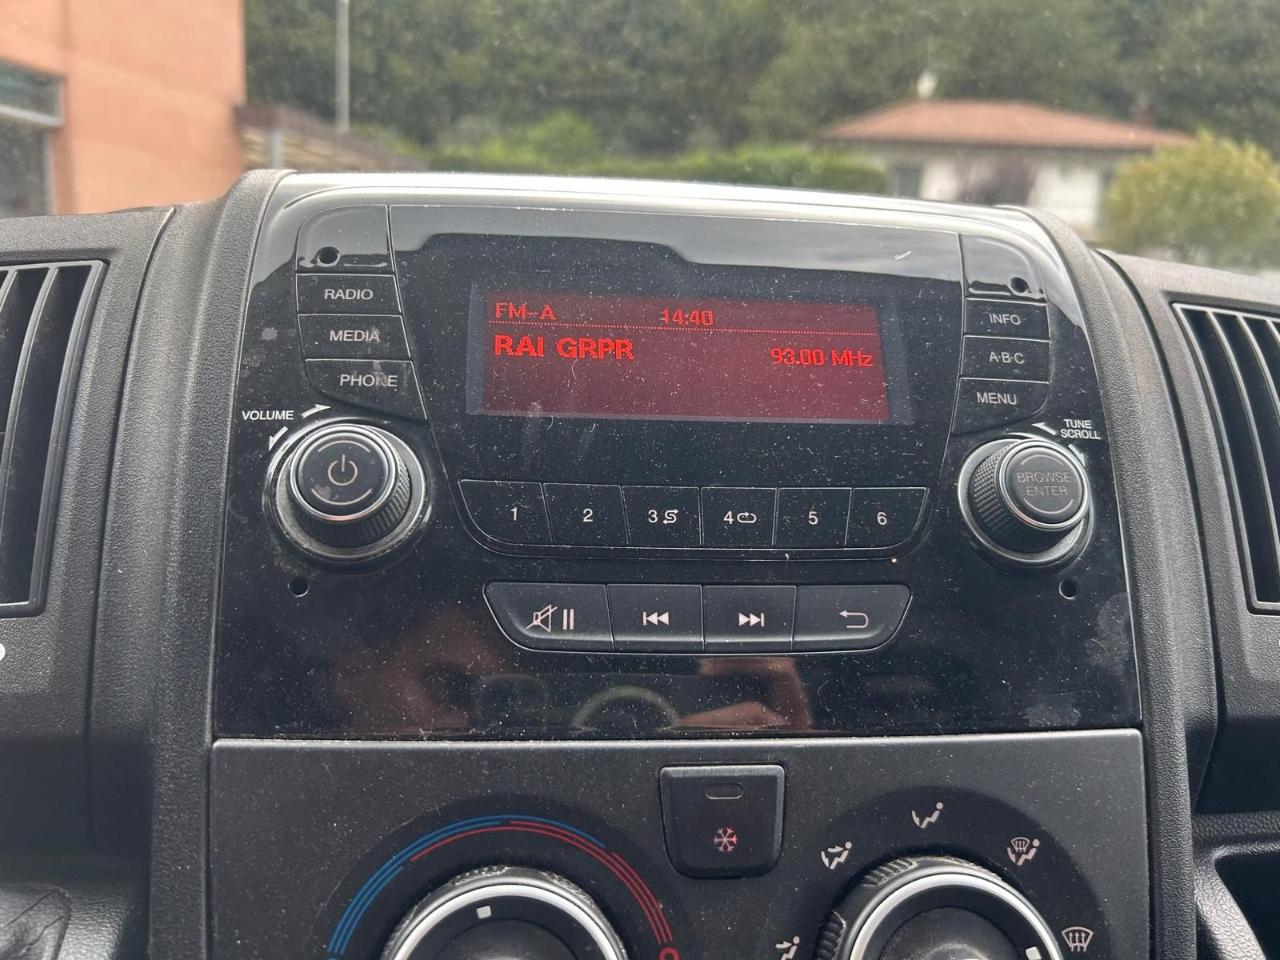 RADIO
MEDIA
PHONE
VOLUME
FM-A 14:40
RAI GRPR 93.00 MHz
INFO
A·B·C
MENU
TUNE
SCROLL
BROWSE
ENTER
1 2 3 4 5 6